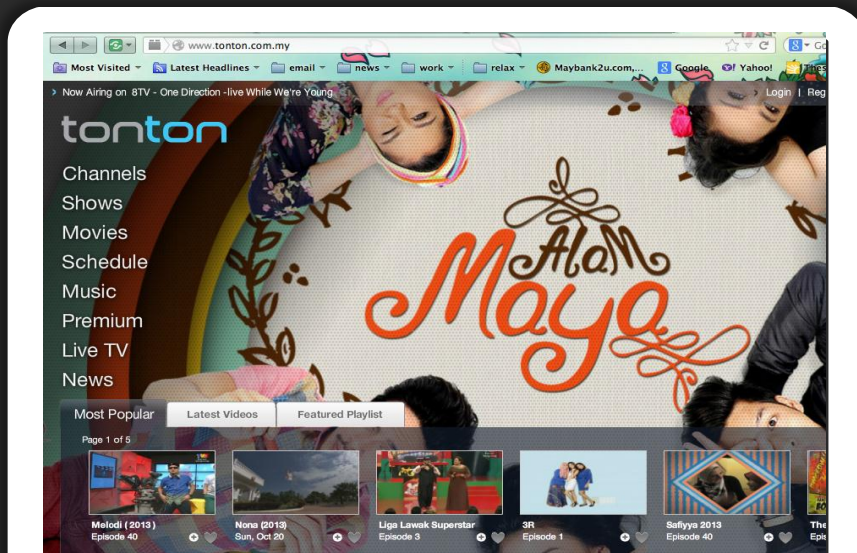 www.tonton.com.my
Most Visited
Latest Headlines
email
news
work
relax
Maybank2u.com,...
Google
Yahoo!
Now Airing on 8TV - One Direction -live While We're Young
Login | Reg
tonton
Channels
Shows
Movies
Schedule
Music
Premium
Live TV
News
Alam
Maya
Most Popular
Latest Videos
Featured Playlist
Page 1 of 5
Melodi ( 2013 )
Episode 40
Nona (2013)
Sun, Oct 20
Liga Lawak Superstar
Episode 3
3R
Episode 1
Safiyya 2013
Episode 40
The
Epis